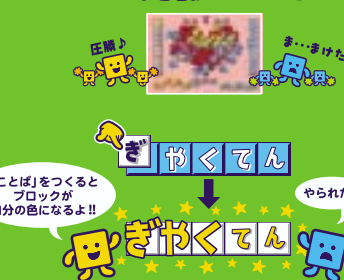 圧勝♪
ま…まけた
ぎやくてん
ことば」をつくると
ブロックが
分の色になるよ!!
やられた
ぎやくてん